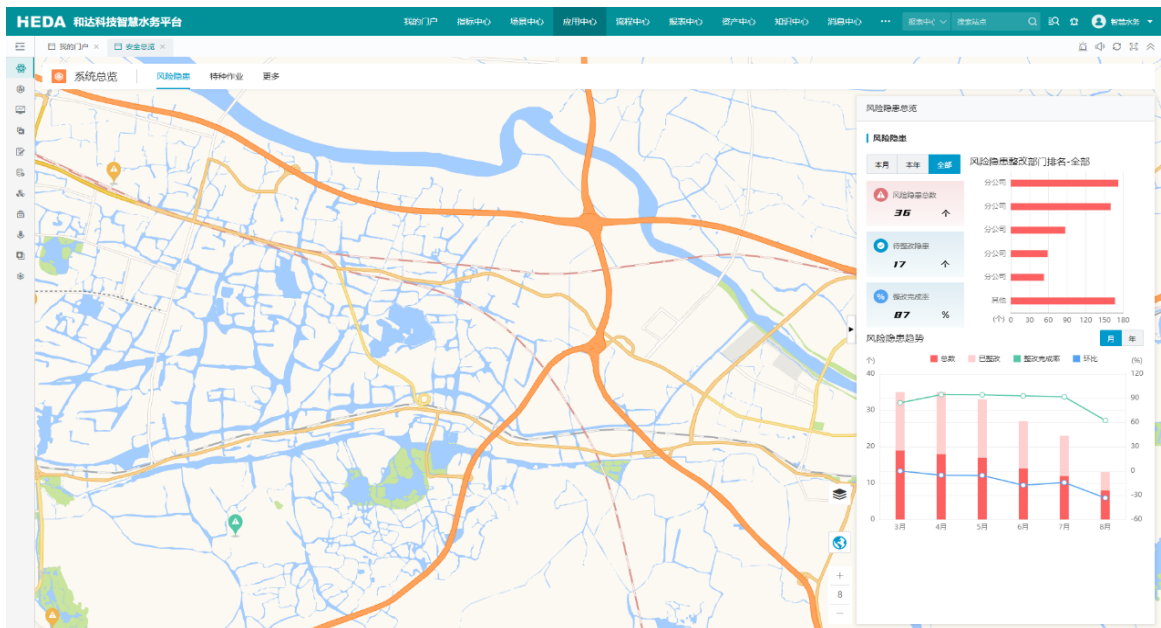 HEDA 和达科技智慧水务平台
我的门户 指标中心 场景中心 应用中心 流程中心 报表中心 资产中心 知识中心 消息中心 ··· 报表中心 搜索站点 智慧水务
我的门户 × 安全总览 ×
系统总览 风险隐患 特种作业 更多
风险隐患总览
风险隐患
本月 本年 全部
风险隐患总数
36 个
待整改隐患
17 个
整改完成率
87 %
风险隐患整改部门排名-全部
分公司
分公司
分公司
分公司
分公司
其他
(个) 0 30 60 90 120 150 180
风险隐患趋势
月 年
总数 已整改 整改完成率 环比
个) (%)
40 120
90
30
60
20 30
0
10
-30
0 -60
3月 4月 5月 6月 7月 8月
+
8
−